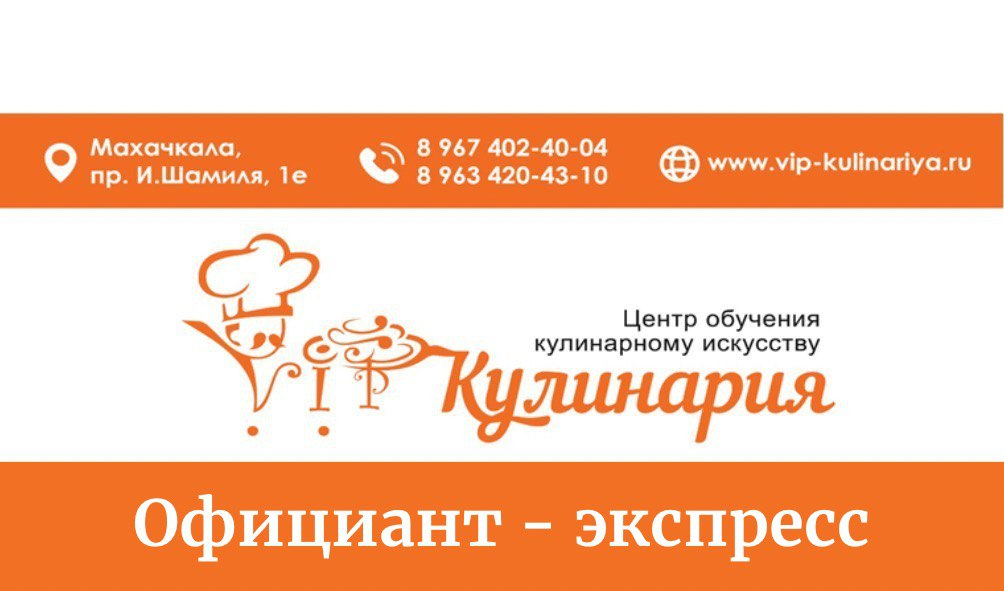 Махачкала,
пр. И.Шамиля, 1е
8 967 402-40-04
8 963 420-43-10
www.vip-kulinariya.ru
Центр обучения
кулинарному искусству
VIP Кулинария
Официант - экспресс